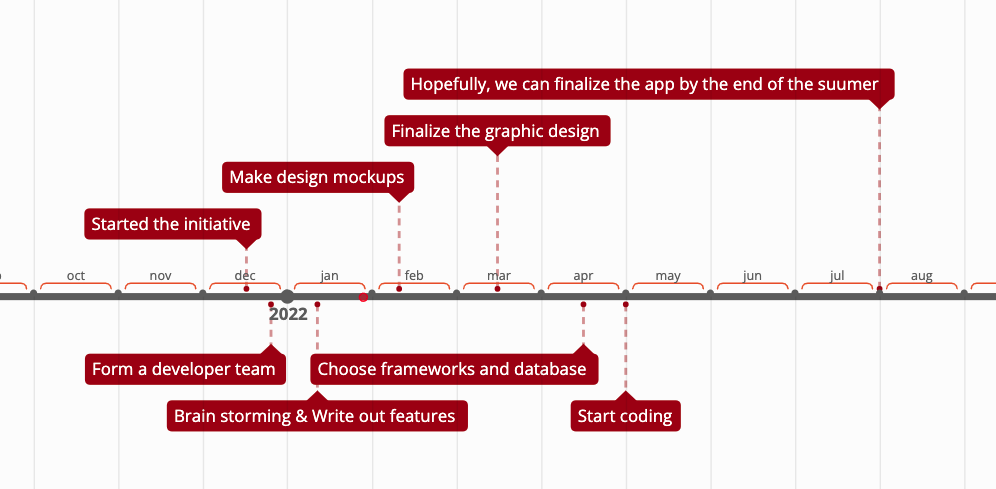 Hopefully, we can finalize the app by the end of the suumer
Finalize the graphic design
Make design mockups
Started the initiative
oct nov dec jan feb mar apr may jun jul aug
2022
Form a developer team
Choose frameworks and database
Brain storming & Write out features
Start coding